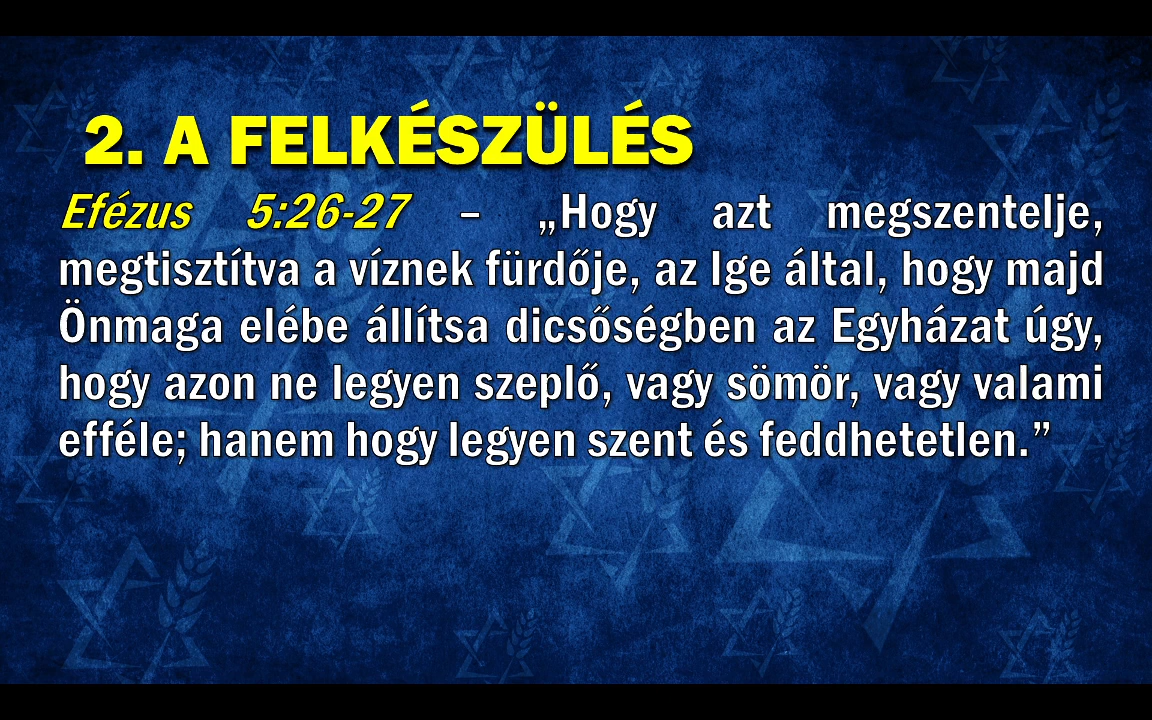 2. A FELKÉSZÜLÉS
Efézus 5:26-27 – „Hogy azt megszentelje,
megtisztítva a víznek fürdője, az Ige által, hogy majd
Önmaga elébe állítsa dicsőségben az Egyházat úgy,
hogy azon ne legyen szeplő, vagy sömör, vagy valami
efféle; hanem hogy legyen szent és feddhetetlen.”